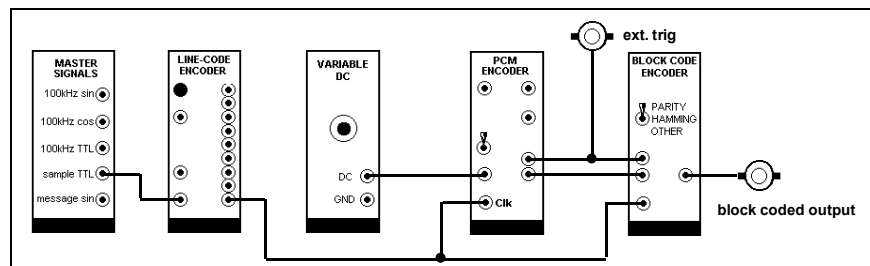 ext. trig
MASTER
SIGNALS
100kHz sin
100kHz cos
100kHz TTL
sample TTL
message sin
LINE-CODE
ENCODER
VARIABLE
DC
DC
GND
PCM
ENCODER
Clk
BLOCK CODE
ENCODER
PARITY
HAMMING
OTHER
block coded output